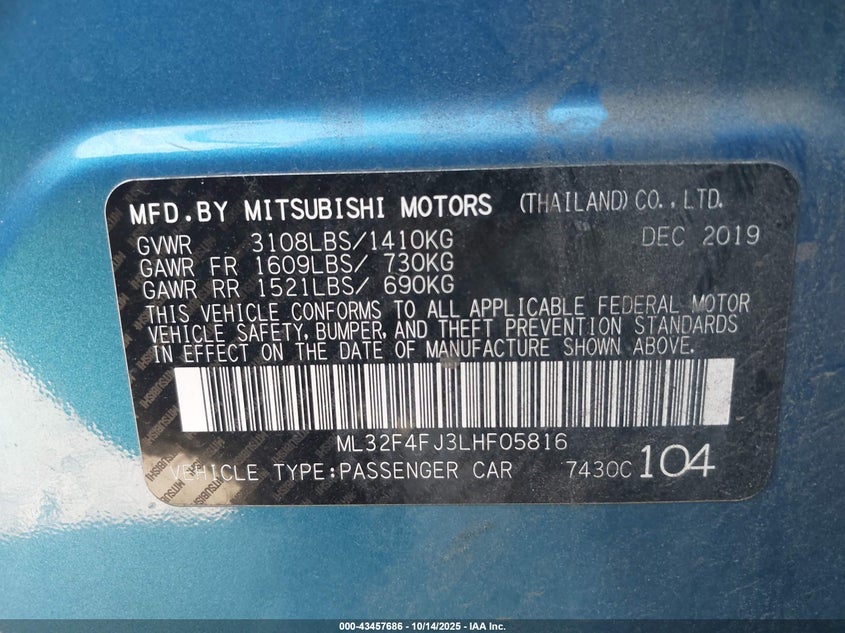 MFD.BY MITSUBISHI MOTORS (THAILAND) CO.,LTD.
GVWR 3108LBS/1410KG DEC 2019
GAWR FR 1609LBS/ 730KG
GAWR RR 1521LBS/ 690KG
THIS VEHICLE CONFORMS TO ALL APPLICABLE FEDERAL MOTOR
VEHICLE SAFETY, BUMPER, AND THEFT PREVENTION STANDARDS
IN EFFECT ON THE DATE OF MANUFACTURE SHOWN ABOVE.
ML32F4FJ3LHF05816
VEHICLE TYPE:PASSENGER CAR 7430C 104
000-43457686 - 10/14/2025 - IAA Inc.